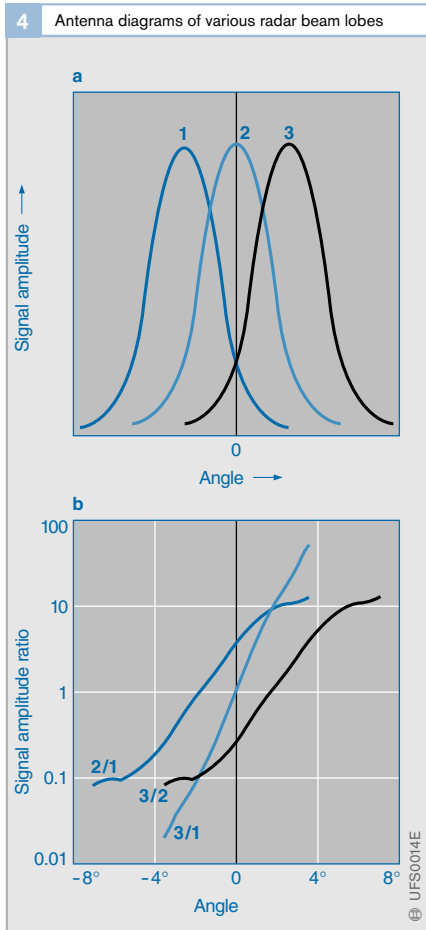 4 Antenna diagrams of various radar beam lobes
a
1 2 3
Signal amplitude →
0
Angle →
b
100
10
1
0.1
0.01
Signal amplitude ratio
2/1
3/2
3/1
-8° -4° 0 4° 8°
Angle
UFS0014E